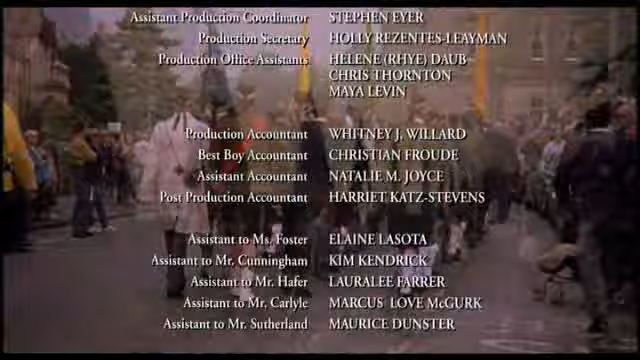 Assistant Production Coordinator STEPHEN EYER
Production Secretary HOLLY REZENTES-LEAYMAN
Production Office Assistants HELENE (RHYE) DAUB
CHRIS THORNTON
MAYA LEVIN
Production Accountant WHITNEY J. WILLARD
Best Boy Accountant CHRISTIAN FROUDE
Assistant Accountant NATALIE M. JOYCE
Post Production Accountant HARRIET KATZ-STEVENS
Assistant to Ms. Foster ELAINE LASOTA
Assistant to Mr. Cunningham KIM KENDRICK
Assistant to Mr. Hafer LAURALEE FARRER
Assistant to Mr. Carlyle MARCUS LOVE McGURK
Assistant to Mr. Sutherland MAURICE DUNSTER